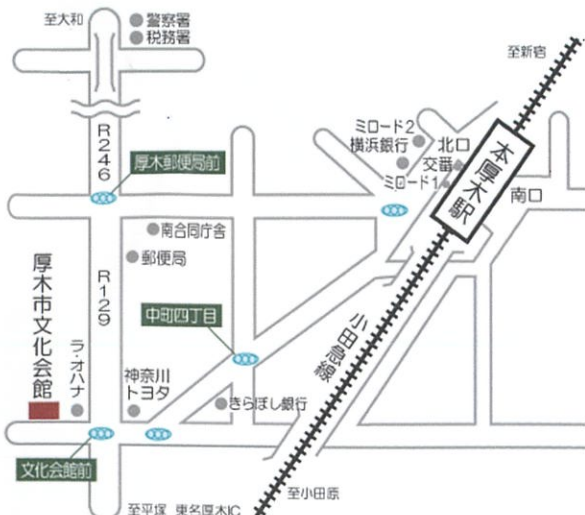 至大和
警察署
税務署
至新宿
R246
ミロード2
横浜銀行
北口
交番
ミロード1
本厚木駅
南口
厚木郵便局前
南合同庁舎
郵便局
R129
厚木市文化会館
ラ・オハナ
中町四丁目
小田急線
神奈川
トヨタ
きらぼし銀行
文化会館前
至小田原
至平塚 東名厚木IC